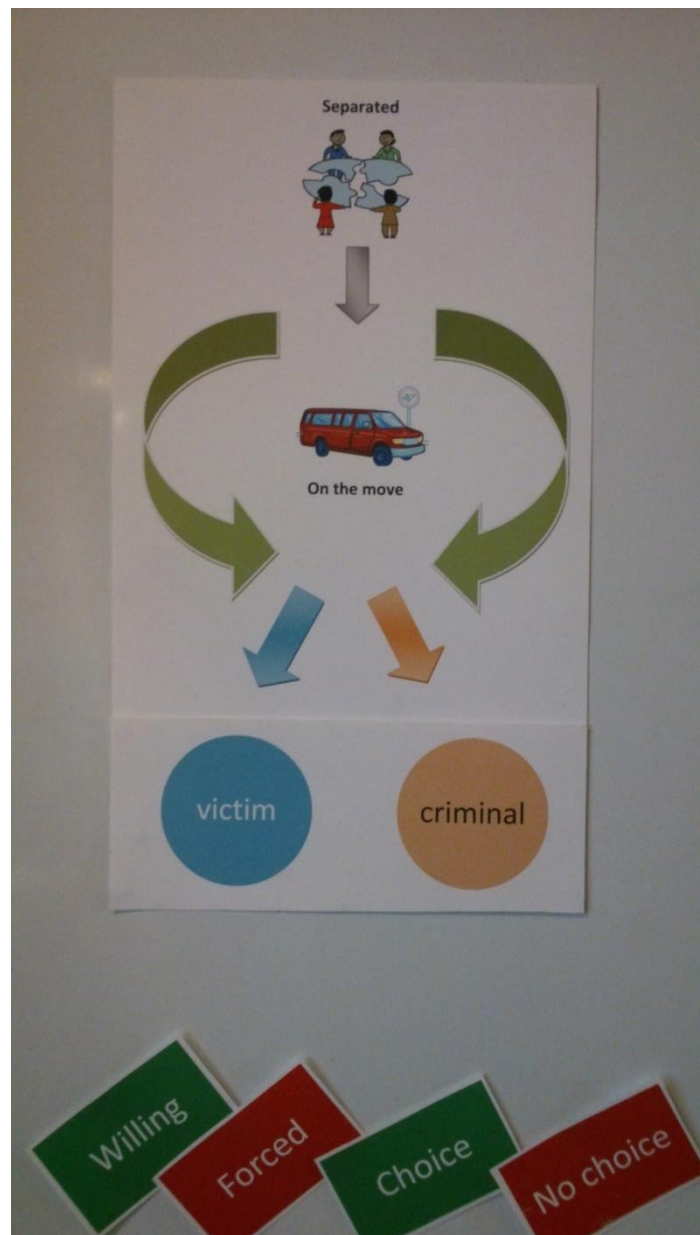 Separated
On the move
victim
criminal
Willing
Forced
Choice
No choice